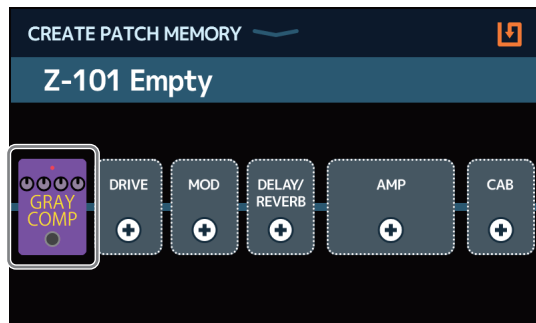 CREATE PATCH MEMORY
Z-101 Empty
GRAY
COMP
DRIVE
MOD
DELAY/
REVERB
AMP
CAB